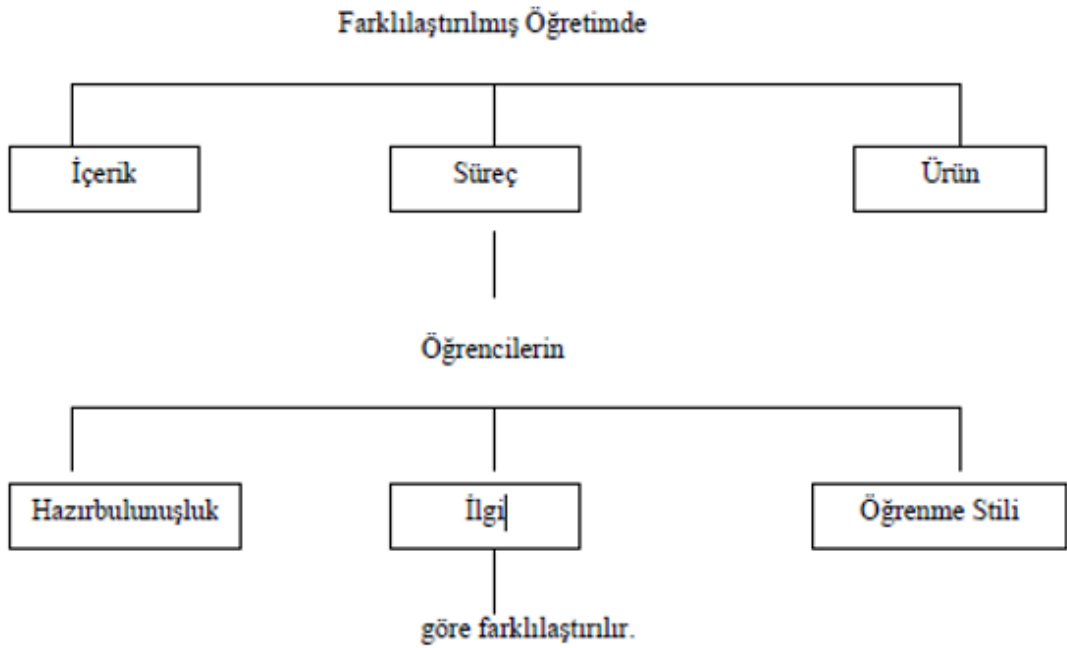 Farklılaştırılmış Öğretimde
İçerik
Süreç
Ürün
Öğrencilerin
Hazırbulunuşluk
İlgi
Öğrenme Stili
göre farklılaştırılır.